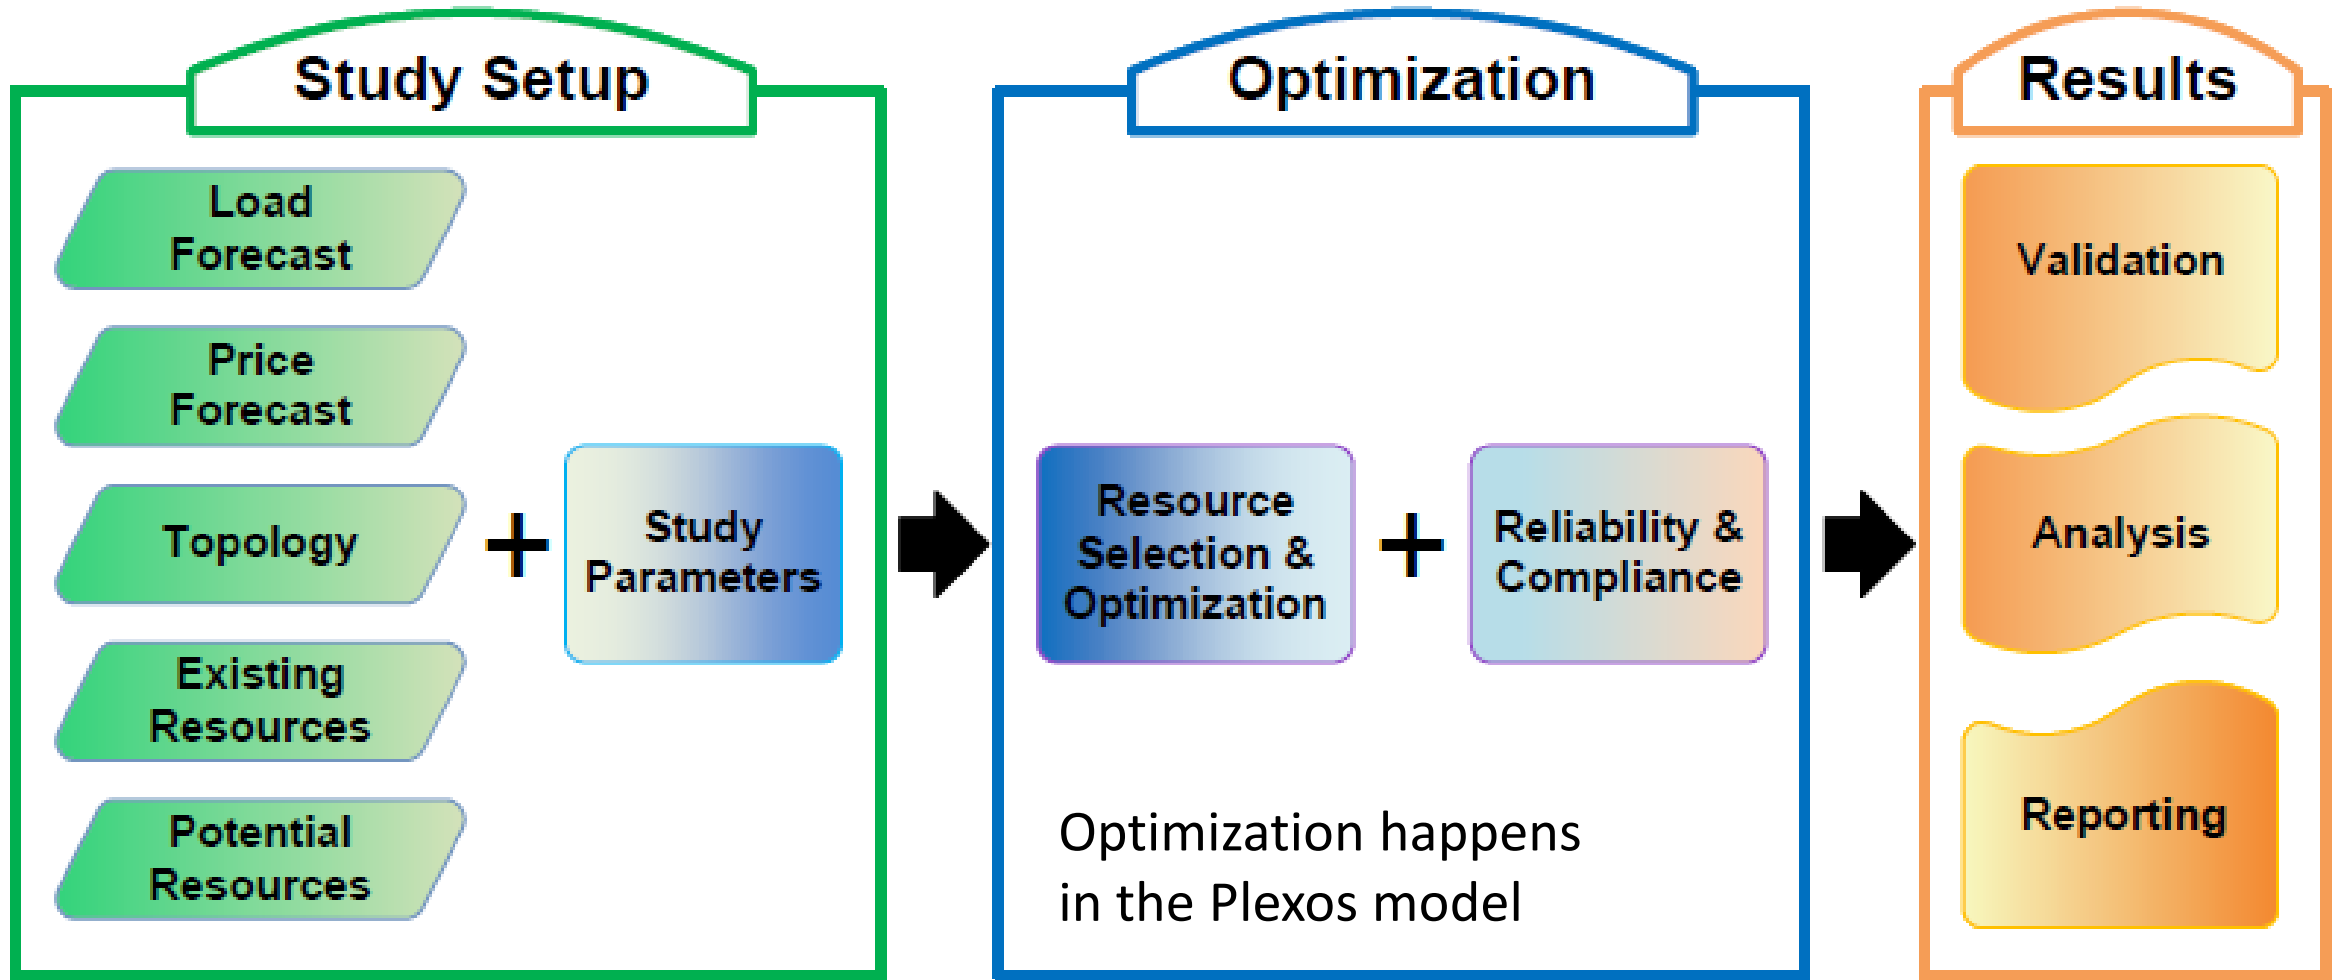 Study Setup
Load
Forecast
Price
Forecast
Topology
Existing
Resources
Potential
Resources
+
Study
Parameters
Optimization
Resource
Selection &
Optimization
+
Reliability &
Compliance
Optimization happens
in the Plexos model
Results
Validation
Analysis
Reporting